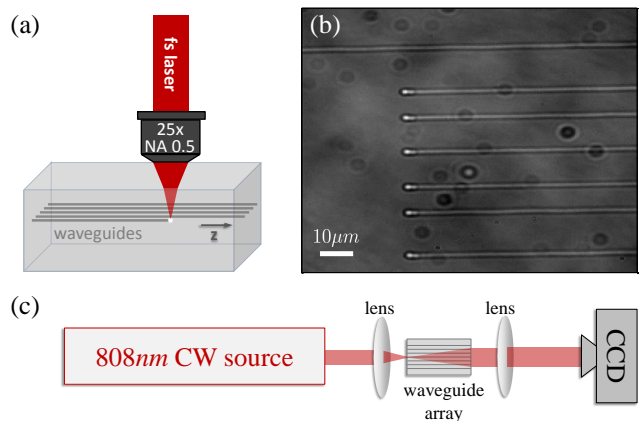 (a)
fs laser
25x
NA 0.5
waveguides
z
(b)
10μm
(c)
808nm CW source
lens
waveguide
array
lens
CCD